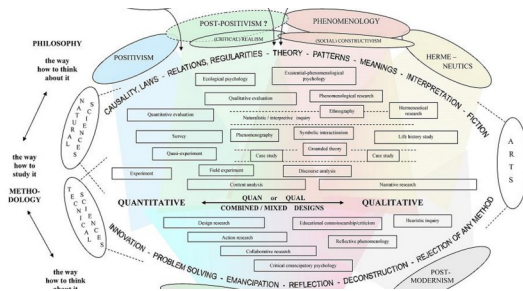 POST-POSITIVISM ?
PHENOMENOLOGY
PHILOSOPHY
POSITIVISM
(CRITICAL) REALISM
(SOCIAL) CONSTRUCTIVISM
HERME -
NEUTICS
the way
how to think
about it
CAUSALITY, LAWS - RELATIONS, REGULARITIES - THEORY - PATTERNS - MEANINGS - INTERPRETATION - FICTION
Ecological psychology
Existential-phenomenological
psychology
Qualitative evaluation
Phenomenological research
Quantitative evaluation
Ethnography
Hermeneutical
research
Naturalistic / interpretive inquiry
NATURAL
SCIENCES
Survey
Phenomenography
Symbolic interactionism
Life history study
ARTS
Quasi-experiment
Grounded theory
Case study
Case study
the way
how to
study it
Experiment
Field experiment
Discourse analysis
Content analysis
Narrative research
METHO-
DOLOGY
QUANTITATIVE
QUAN or QUAL
QUALITATIVE
COMBINED / MIXED DESIGNS
TECNICAL
SCIENCES
Design research
Educational connoisseurship/criticism
Heuristic inquiry
Action research
Reflective phenomenology
Collaborative research
Critical emancipatory psychology
INNOVATION - PROBLEM SOLVING - EMANCIPATION - REFLECTION - DECONSTRUCTION - REJECTION OF ANY METHOD
POST-
MODERNISM
the way
how to think
about it